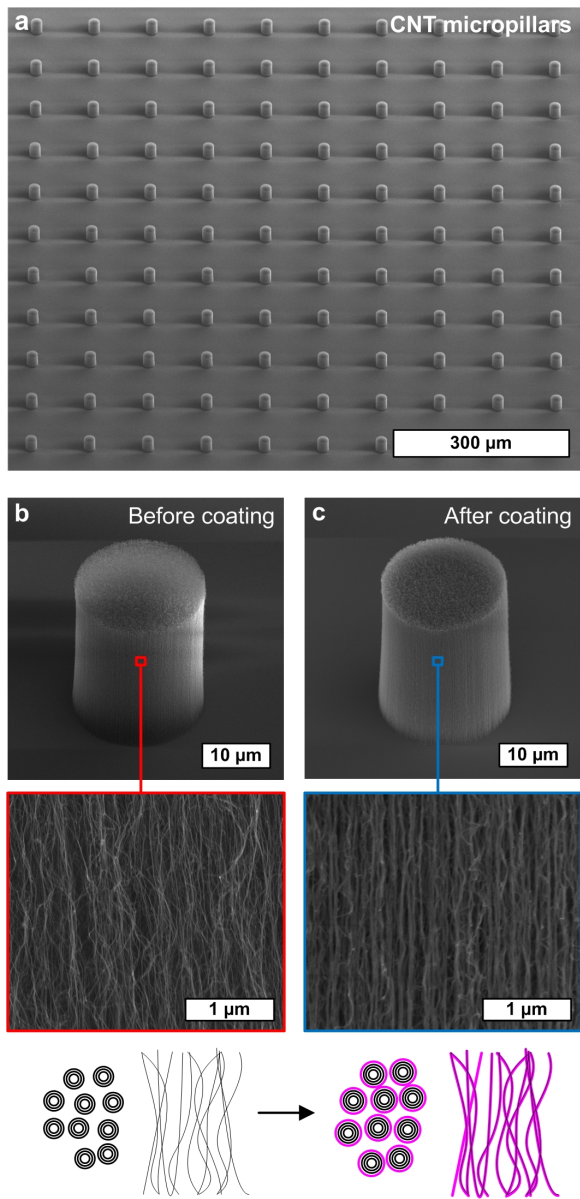 a CNT micropillars
300 µm
b Before coating
10 µm
c After coating
10 µm
1 µm
1 µm